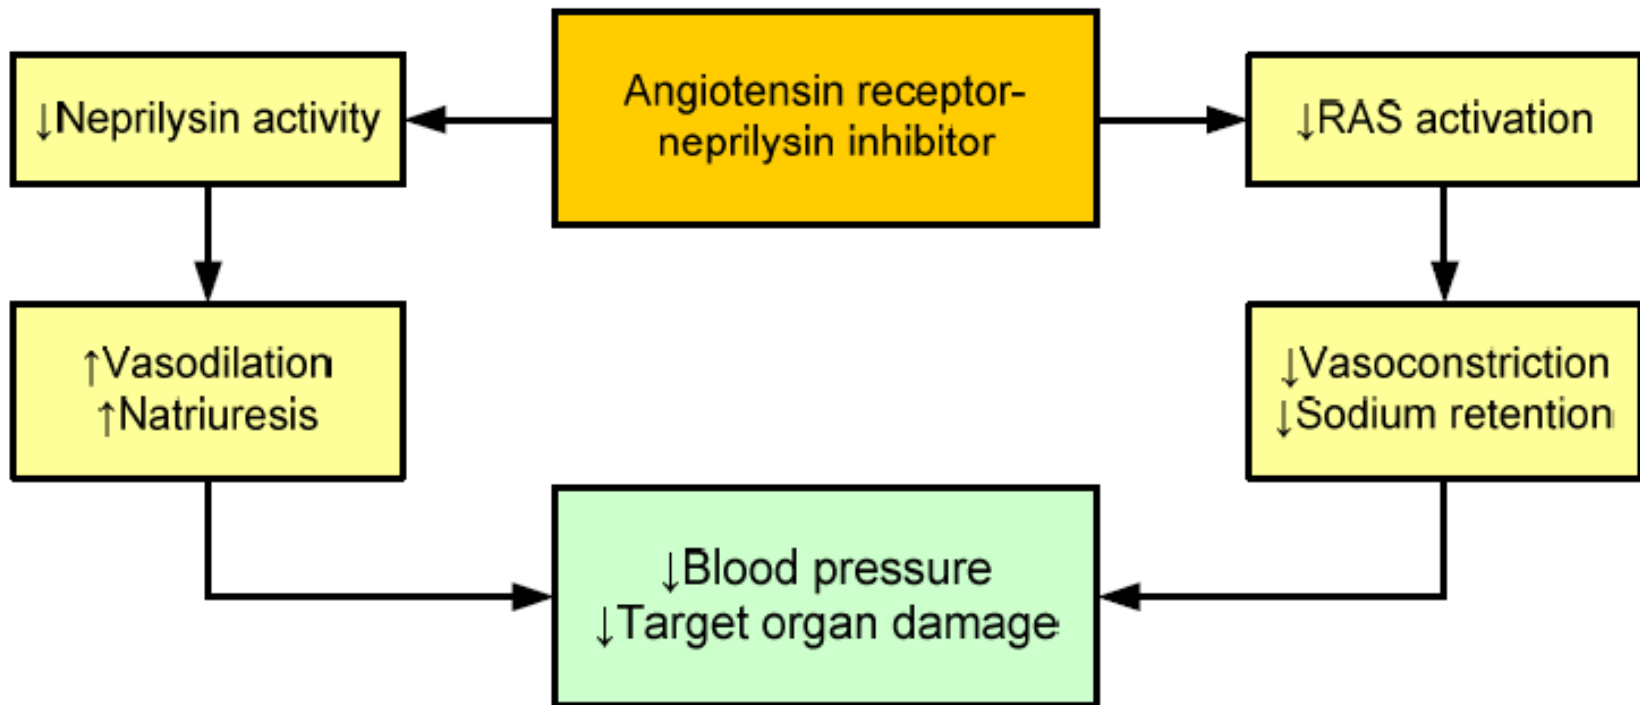 ↓Neprilysin activity
Angiotensin receptor-
neprilysin inhibitor
↓RAS activation
↑Vasodilation
↑Natriuresis
↓Vasoconstriction
↓Sodium retention
↓Blood pressure
↓Target organ damage